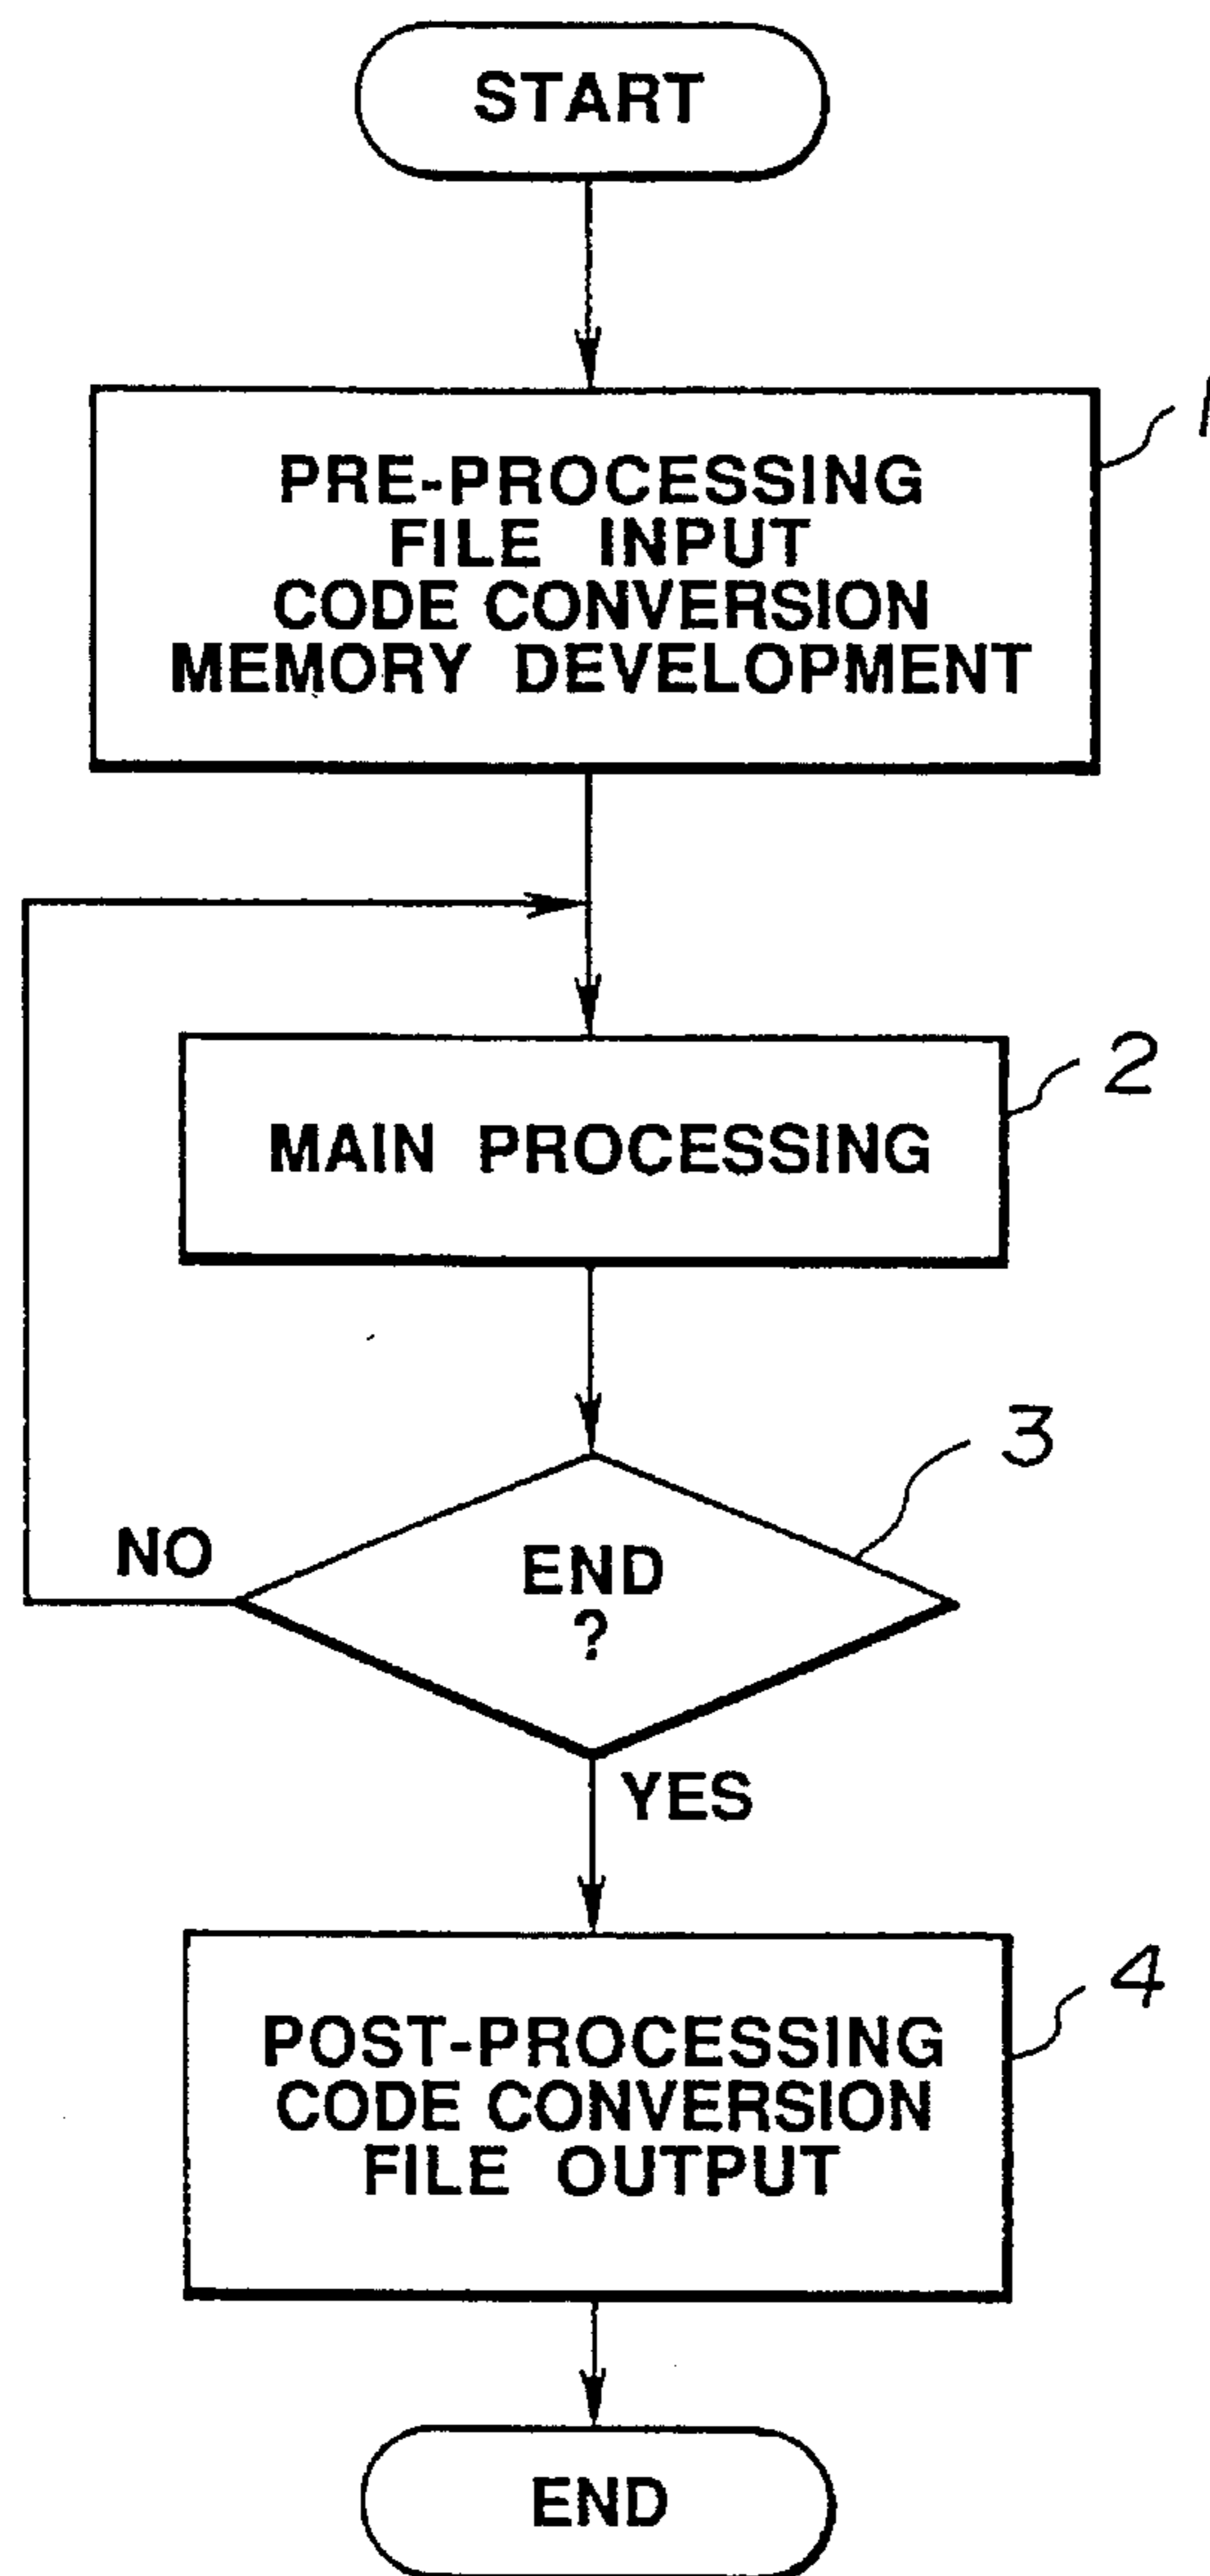 START
1
PRE-PROCESSING
FILE INPUT
CODE CONVERSION
MEMORY DEVELOPMENT
2
MAIN PROCESSING
3
NO
END
?
YES
4
POST-PROCESSING
CODE CONVERSION
FILE OUTPUT
END